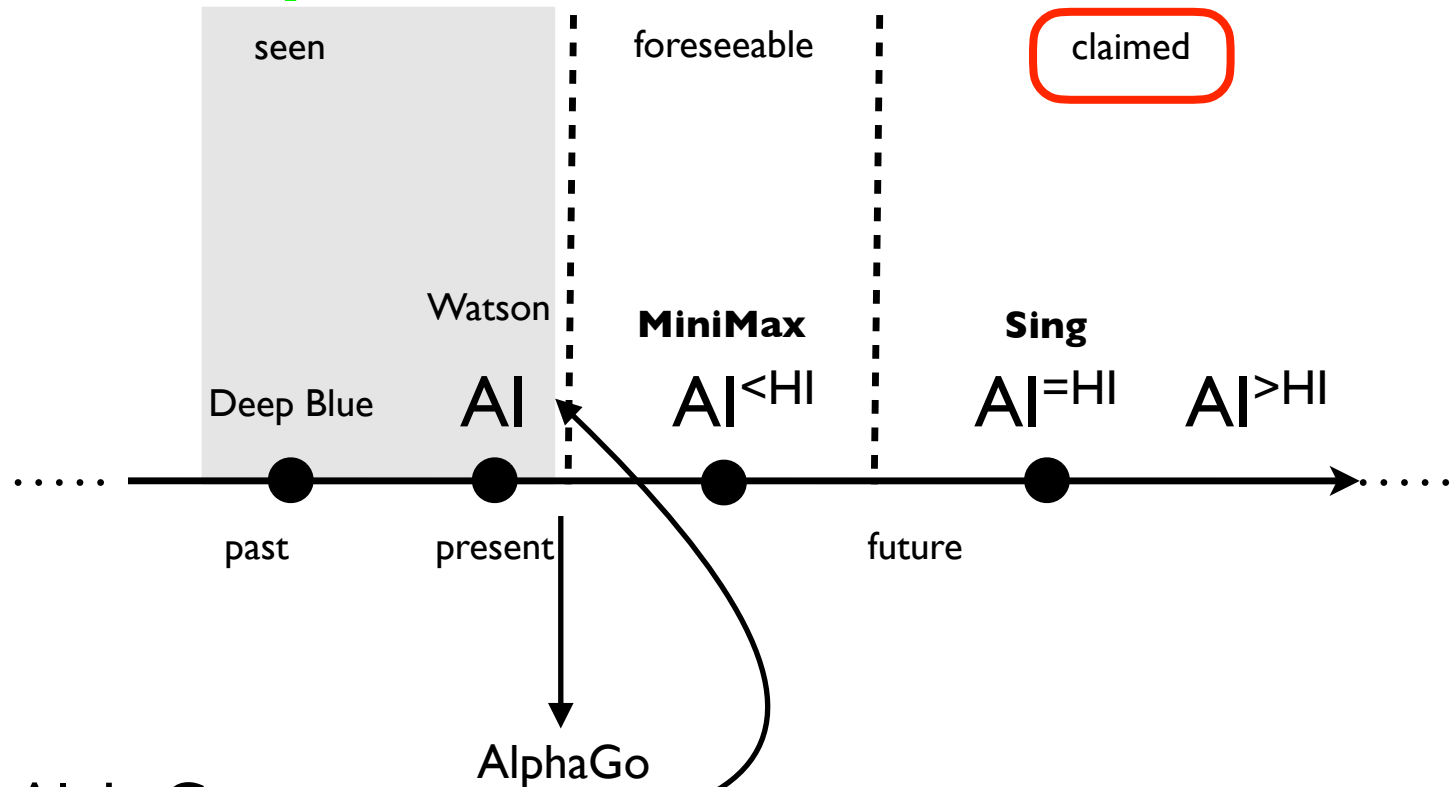 seen
foreseeable
claimed
Watson
MiniMax
Sing
Deep Blue
AI
AI<HI
AI=HI
AI>HI
past
present
future
AlphaGo